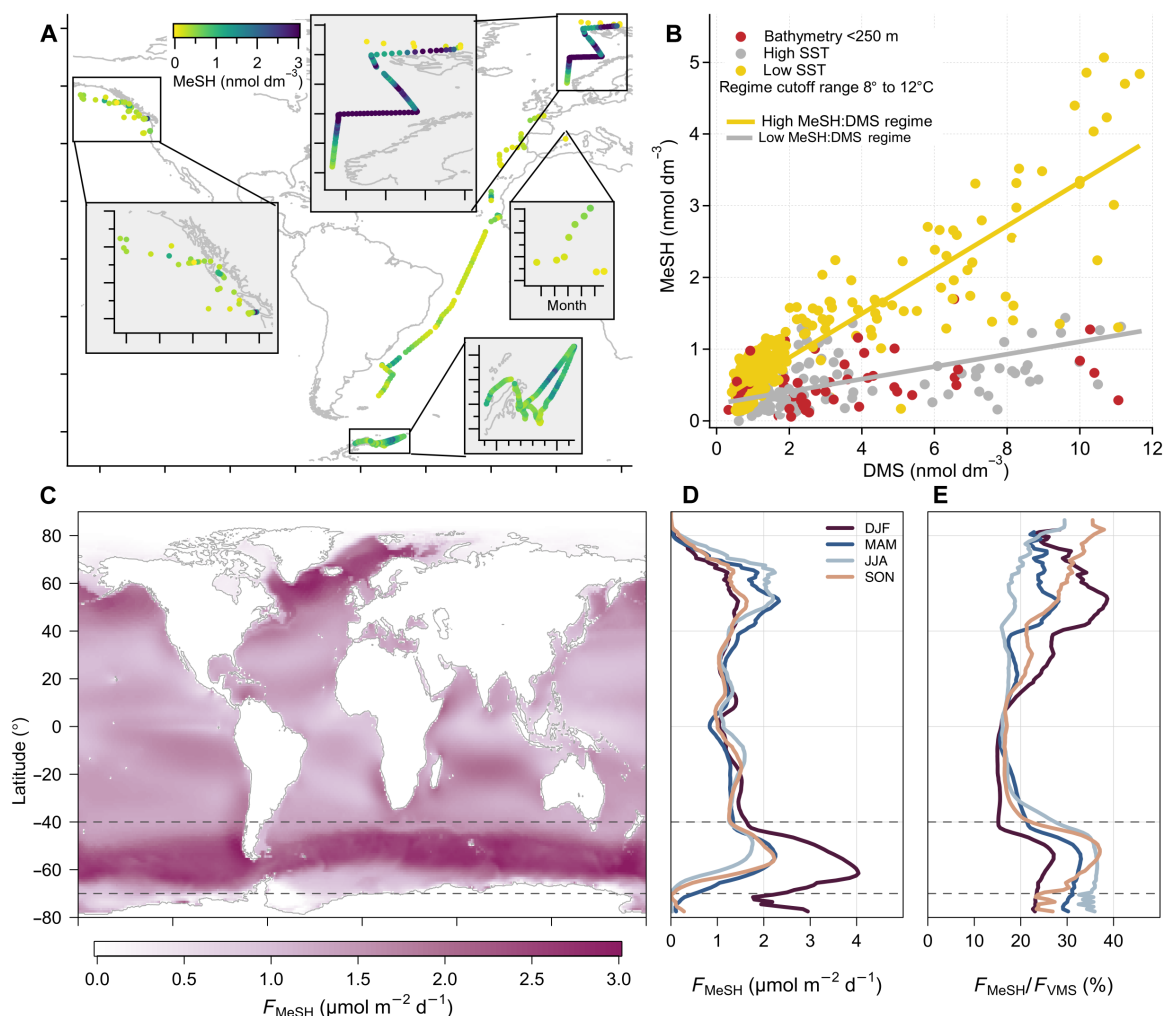 A
0 1 2 3
MeSH (nmol dm−3)
Month
B
Bathymetry <250 m
High SST
Low SST
Regime cutoff range 8° to 12°C
High MeSH:DMS regime
Low MeSH:DMS regime
MeSH (nmol dm−3)
5
4
3
2
1
0
0 2 4 6 8 10 12
DMS (nmol dm−3)
C
Latitude (°)
80
60
40
20
0
−20
−40
−60
−80
0.0 0.5 1.0 1.5 2.0 2.5 3.0
FMeSH (μmol m−2 d−1)
D
DJF
MAM
JJA
SON
0 1 2 3 4
FMeSH (μmol m−2 d−1)
E
0 10 20 30 40
FMeSH/FVMS (%)